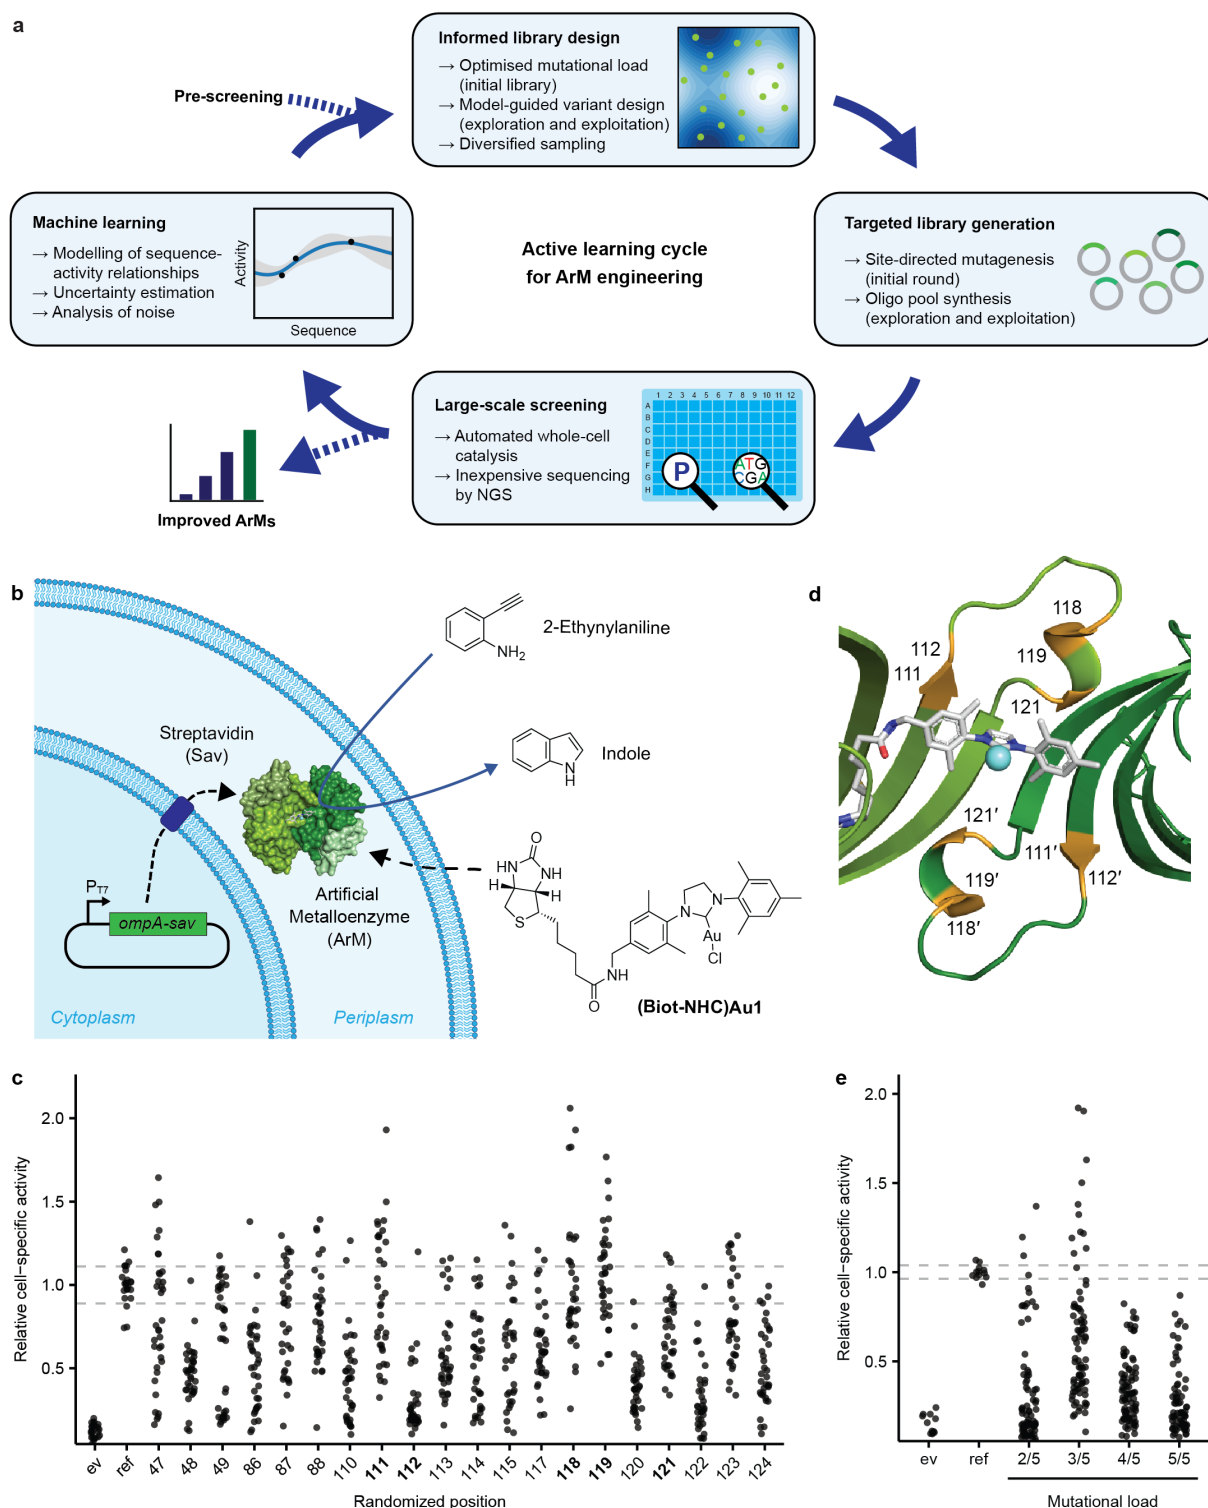 a
Pre-screening
Informed library design
→ Optimised mutational load
(initial library)
→ Model-guided variant design
(exploration and exploitation)
→ Diversified sampling
Machine learning
→ Modelling of sequence-
activity relationships
→ Uncertainty estimation
→ Analysis of noise
Activity
Sequence
Active learning cycle
for ArM engineering
Targeted library generation
→ Site-directed mutagenesis
(initial round)
→ Oligo pool synthesis
(exploration and exploitation)
Large-scale screening
→ Automated whole-cell
catalysis
→ Inexpensive sequencing
by NGS
1 2 3 4 5 6 7 8 9 10 11 12
A
B
C
D
E
F
G
H
P
ATG
CGA
Improved ArMs
b
2-Ethynylaniline
NH2
Indole
N
H
Streptavidin
(Sav)
Artificial
Metalloenzyme
(ArM)
PT7
ompA-sav
Cytoplasm
Periplasm
O
HN
NH
H
H
S
O
NH
N
N
Au
Cl
(Biot-NHC)Au1
d
118
112
119
111
121
121′
111′
119′
112′
118′
c
Relative cell−specific activity
2.0
1.5
1.0
0.5
ev ref 47 48 49 86 87 88 110 111 112 113 114 115 117 118 119 120 121 122 123 124
Randomized position
e
Relative cell−specific activity
2.0
1.5
1.0
0.5
ev ref 2/5 3/5 4/5 5/5
Mutational load